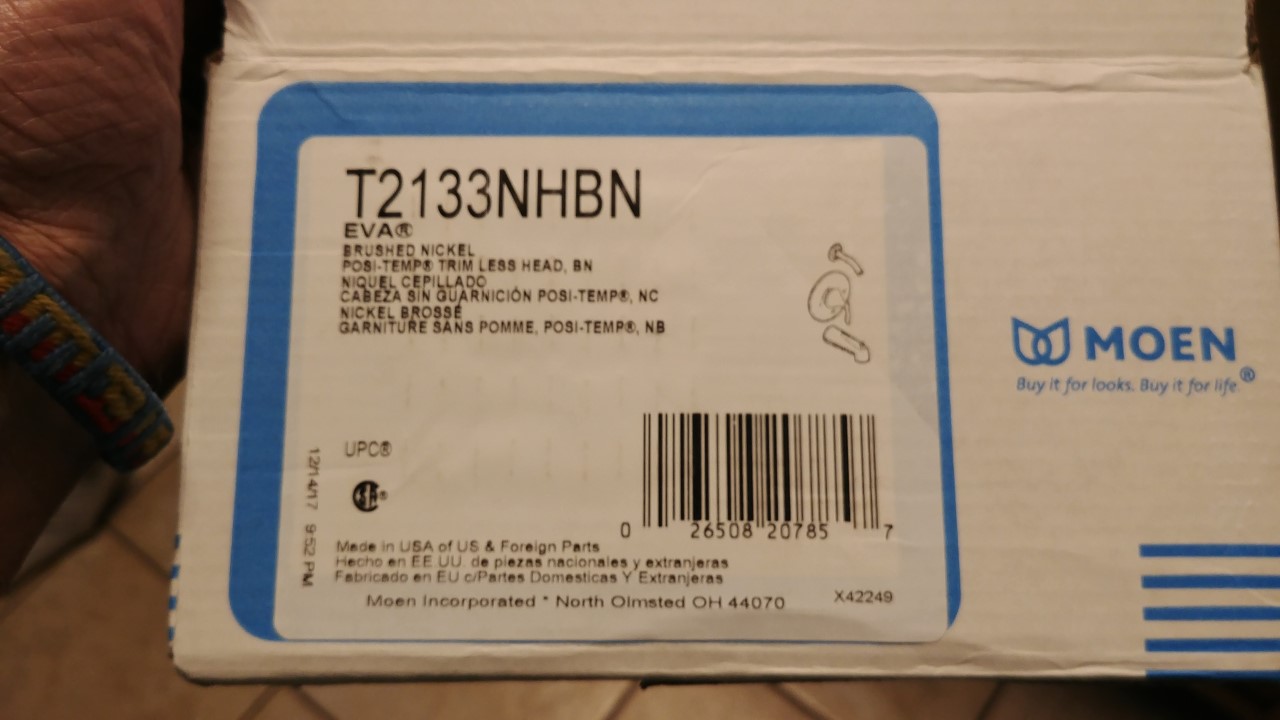 T2133NHBN
EVA®
BRUSHED NICKEL
POSI-TEMP® TRIM LESS HEAD, BN
NIQUEL CEPILLADO
CABEZA SIN GUARNICIÓN POSI-TEMP®, NC
NICKEL BROSSÉ
GARNITURE SANS POMME, POSI-TEMP®, NB
UPC®
12/14/17 9:52 PM
0 26508 20785 7
Made in USA of US & Foreign Parts
Hecho en EE.UU. de piezas nacionales y extranjeras
Fabricado en EU c/Partes Domesticas Y Extranjeras
Moen Incorporated * North Olmsted OH 44070
X42249
MOEN
Buy it for looks. Buy it for life.®